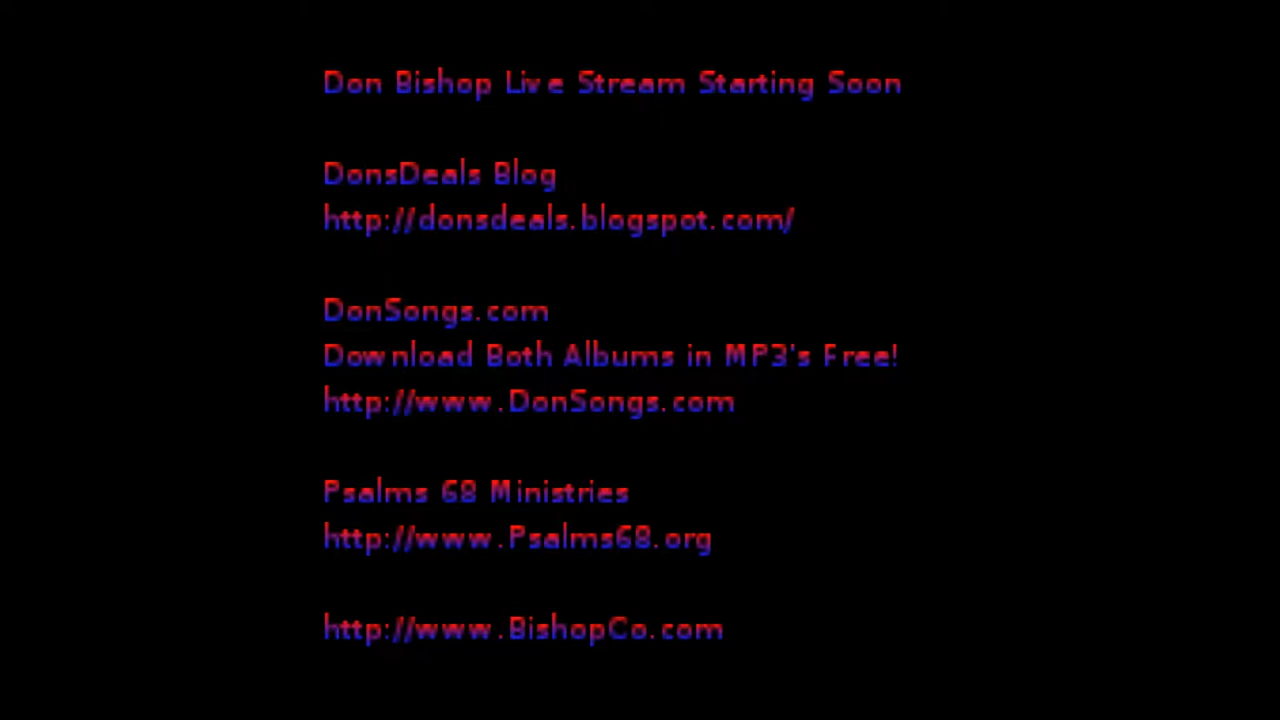 Don Bishop Live Stream Starting Soon
DonsDeals Blog
http://donsdeals.blogspot.com/
DonSongs.com
Download Both Albums in MP3's Free!
http://www.DonSongs.com
Psalms 68 Ministries
http://www.Psalms68.org
http://www.BishopCo.com